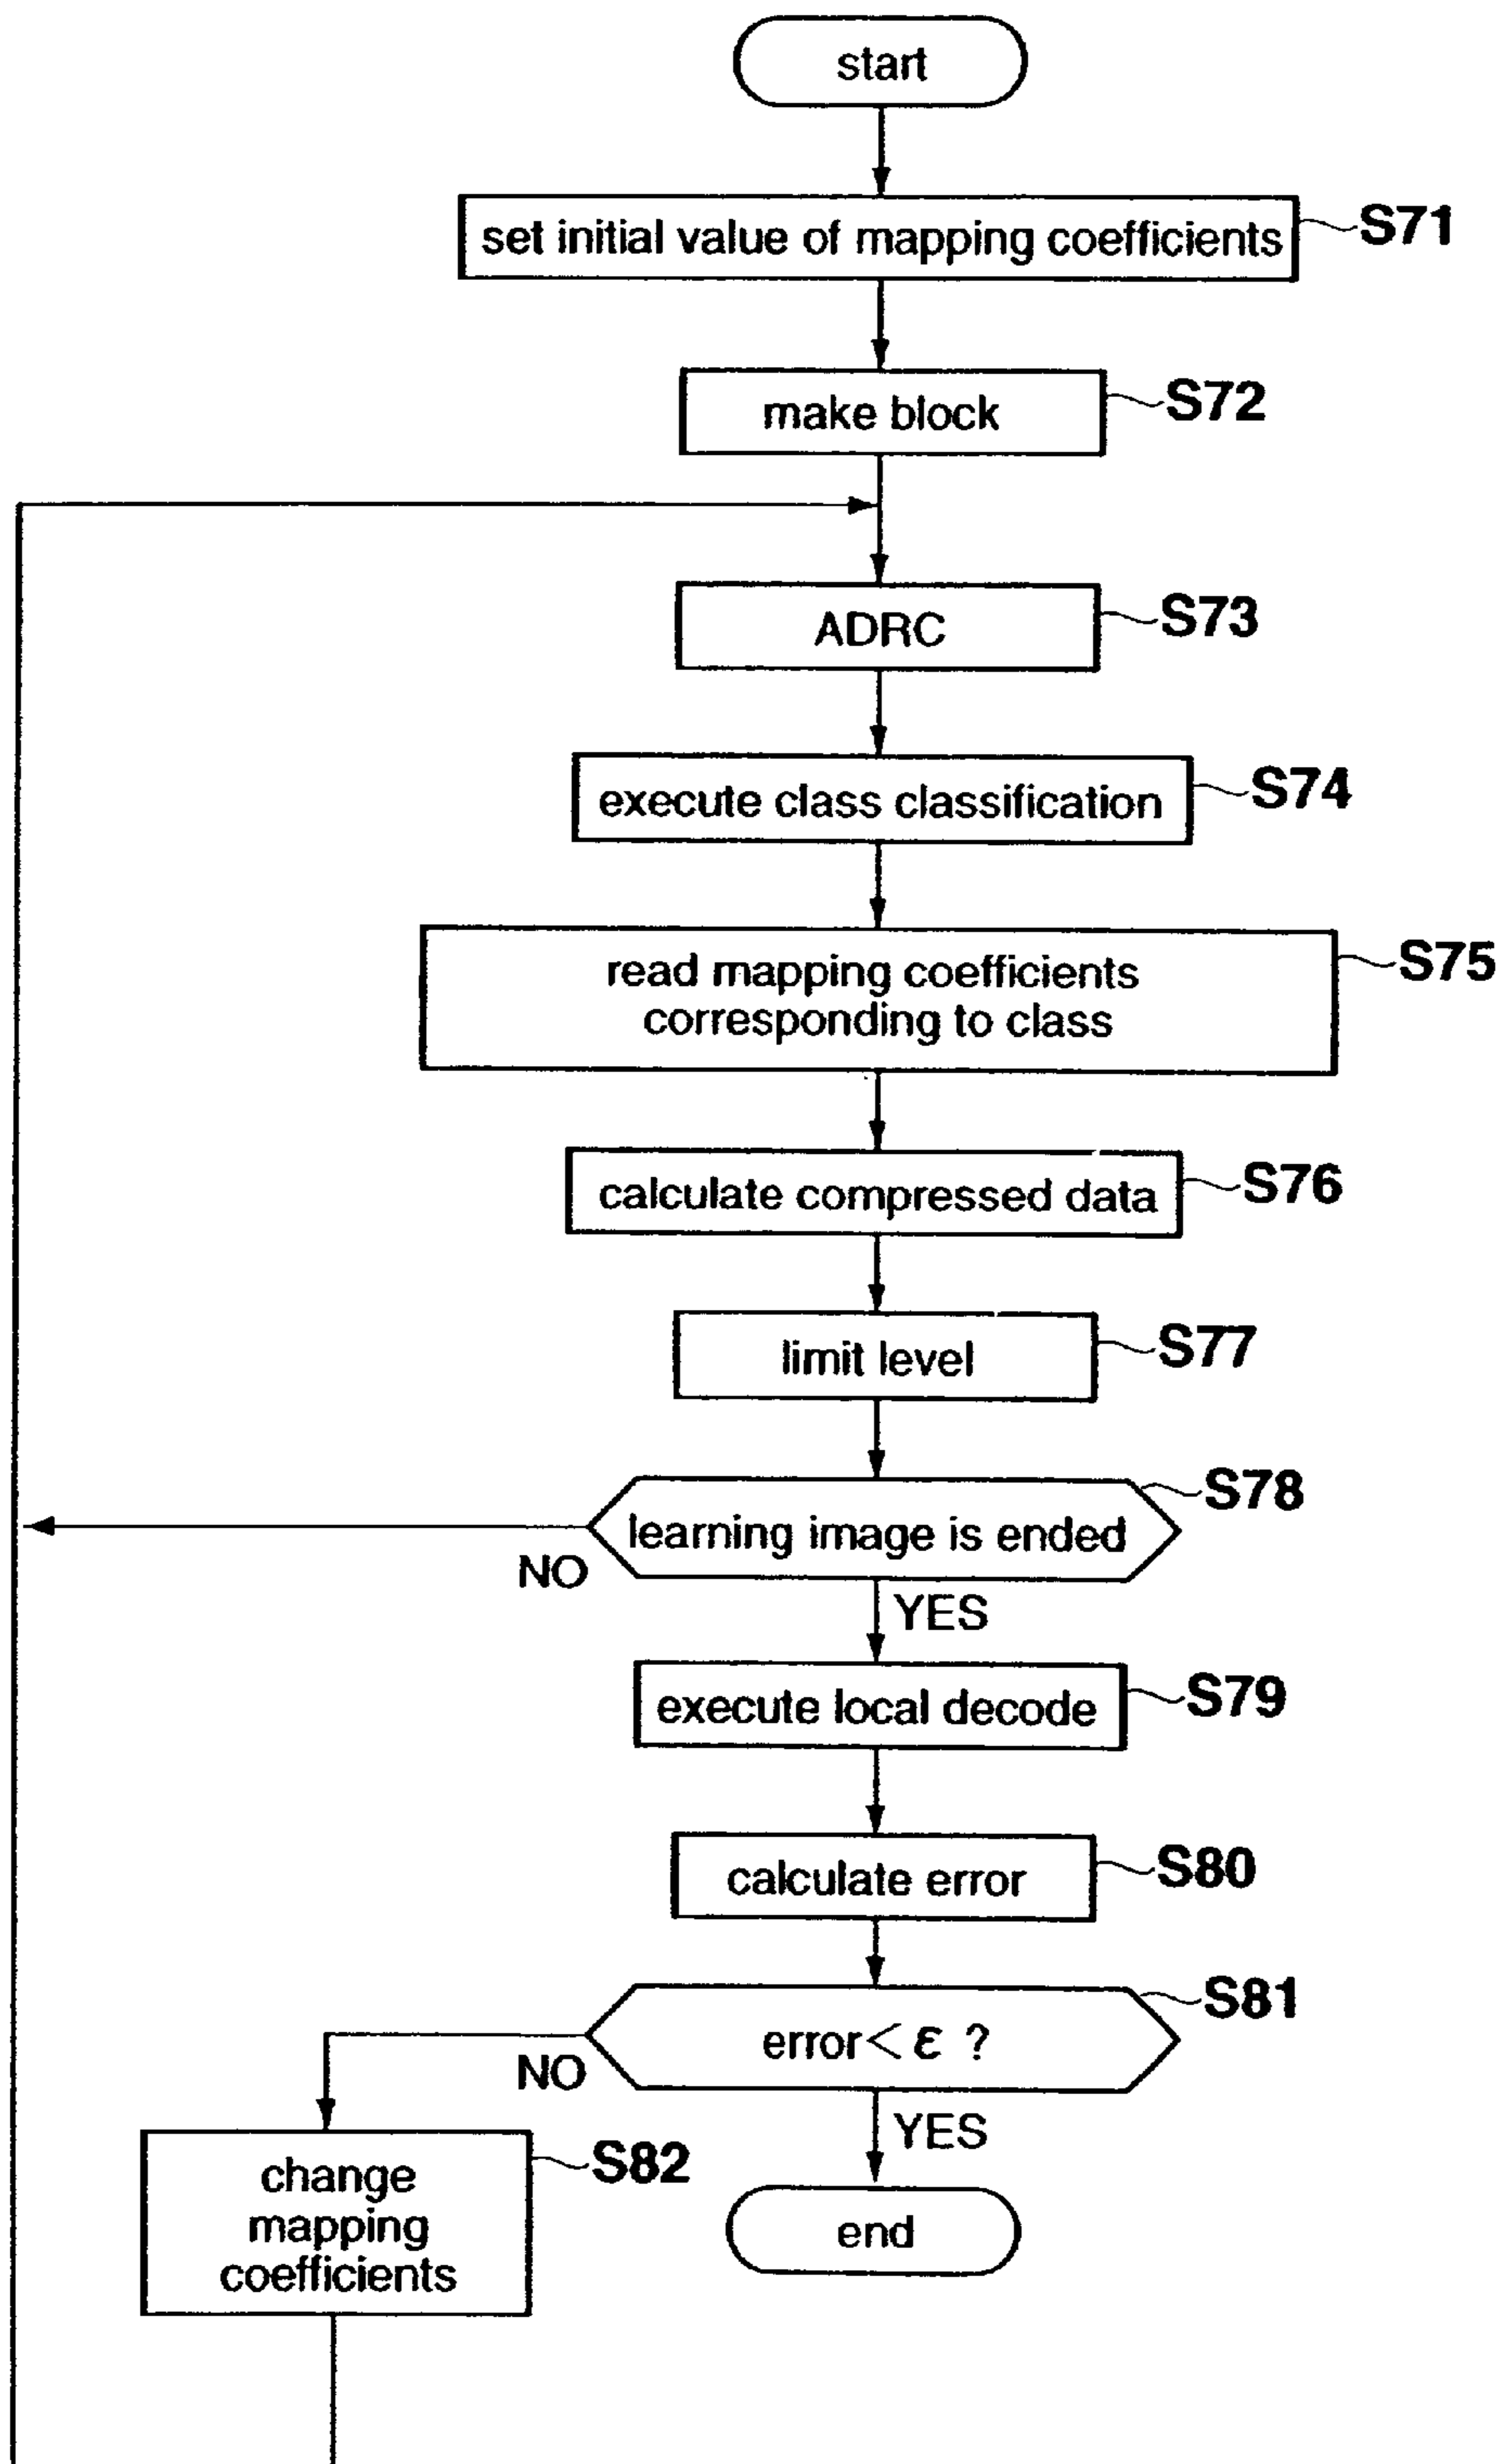 start
set initial value of mapping coefficients
S71
make block
S72
ADRC
S73
execute class classification
S74
read mapping coefficients
corresponding to class
S75
calculate compressed data
S76
limit level
S77
learning image is ended
S78
NO
YES
execute local decode
S79
calculate error
S80
error<ε ?
S81
NO
YES
change
mapping
coefficients
S82
end